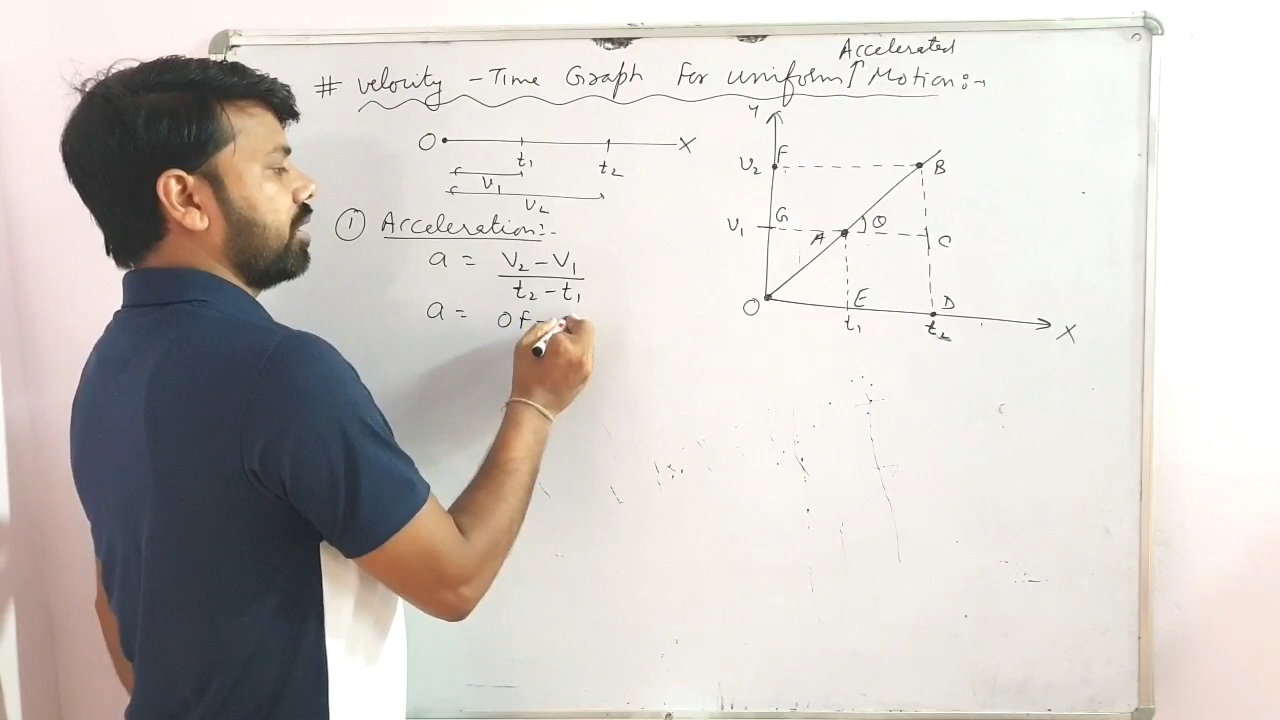 Accelerated
# Velocity - Time Graph For Uniform ↑ Motion :-
O X
t₁ t₂
V₁
V₂
① Acceleration :-
a = V₂ - V₁ / t₂ - t₁
a = OF -
Y
V₂ F B
V₁ G A θ C
O E D
t₁ t₂ X